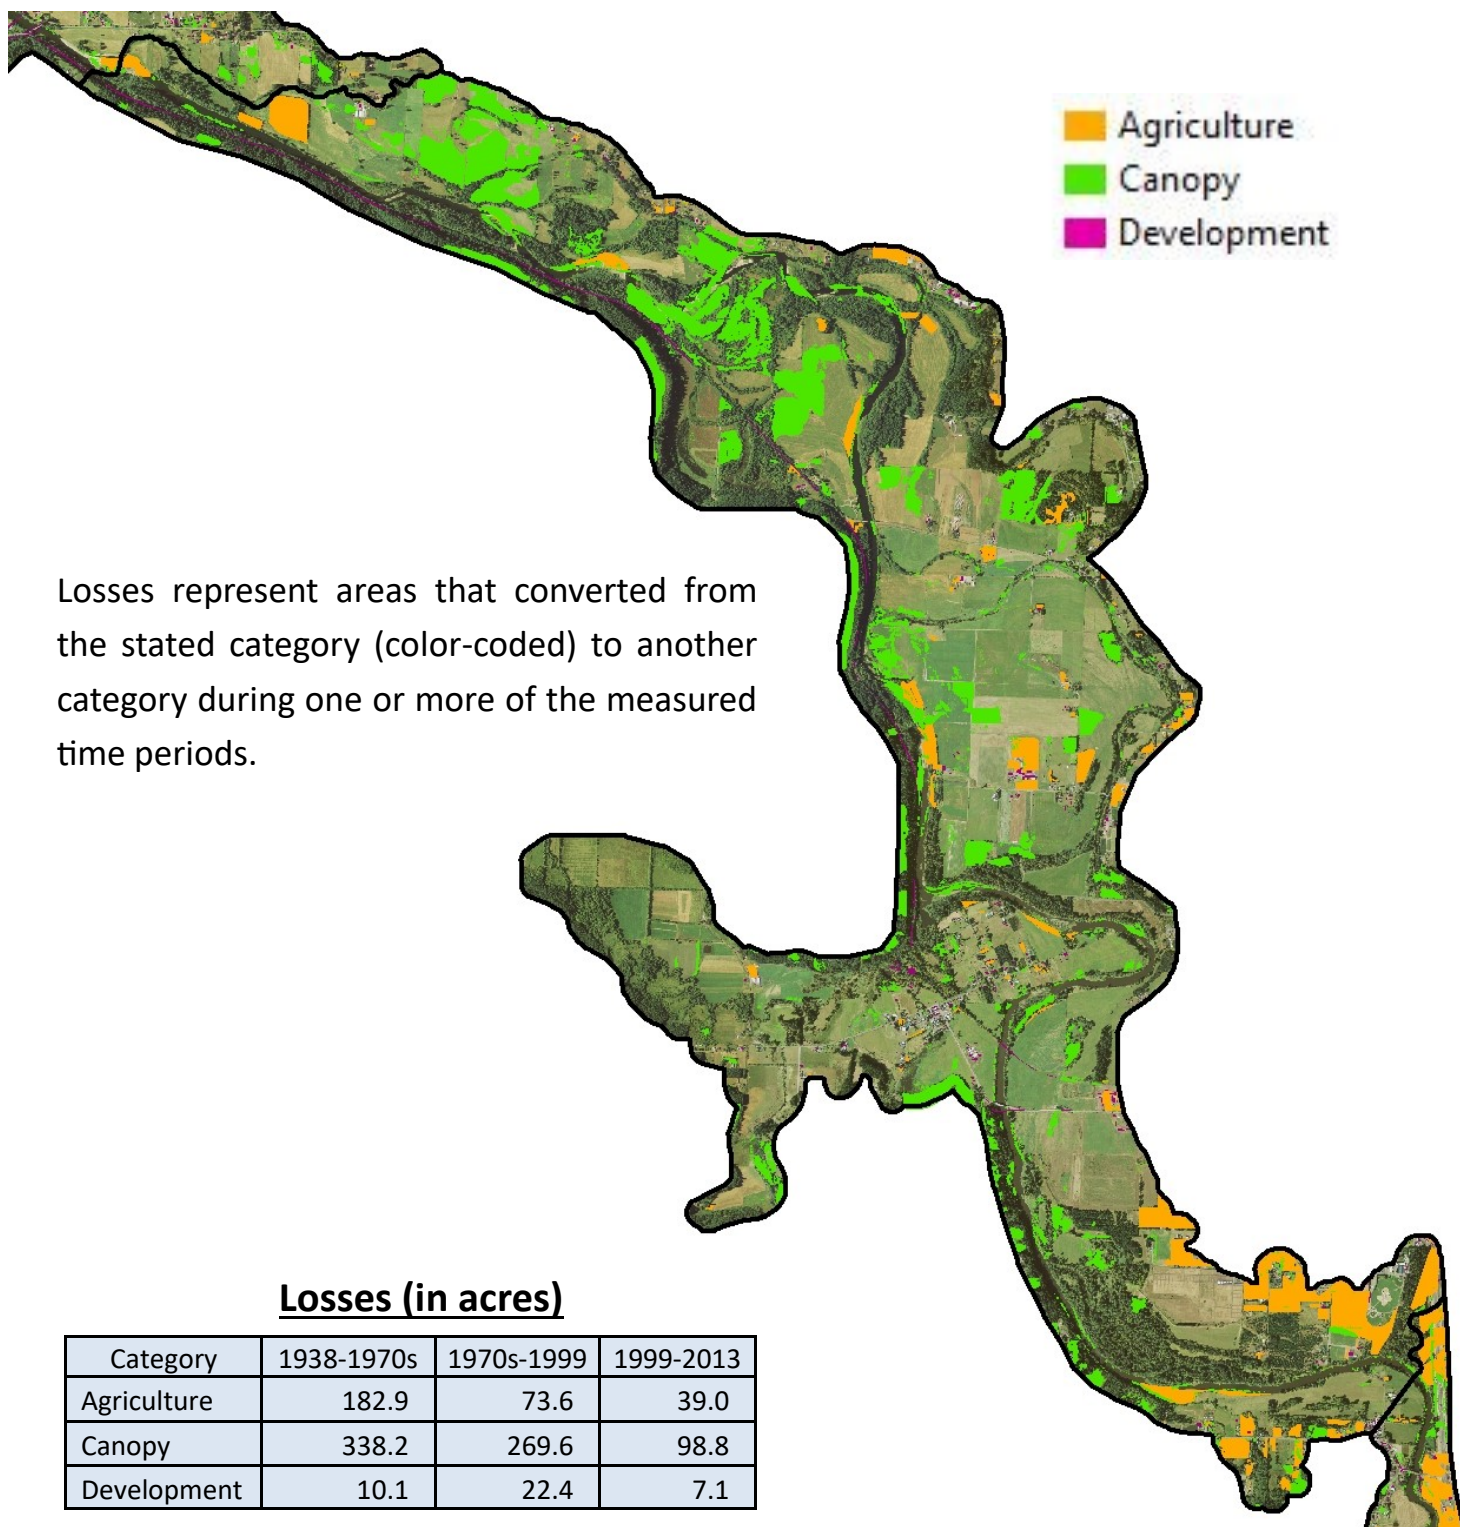 Agriculture
Canopy
Development
Losses represent areas that converted from
the stated category (color-coded) to another
category during one or more of the measured
time periods.
Losses (in acres)
Category 1938-1970s 1970s-1999 1999-2013
Agriculture 182.9 73.6 39.0
Canopy 338.2 269.6 98.8
Development 10.1 22.4 7.1